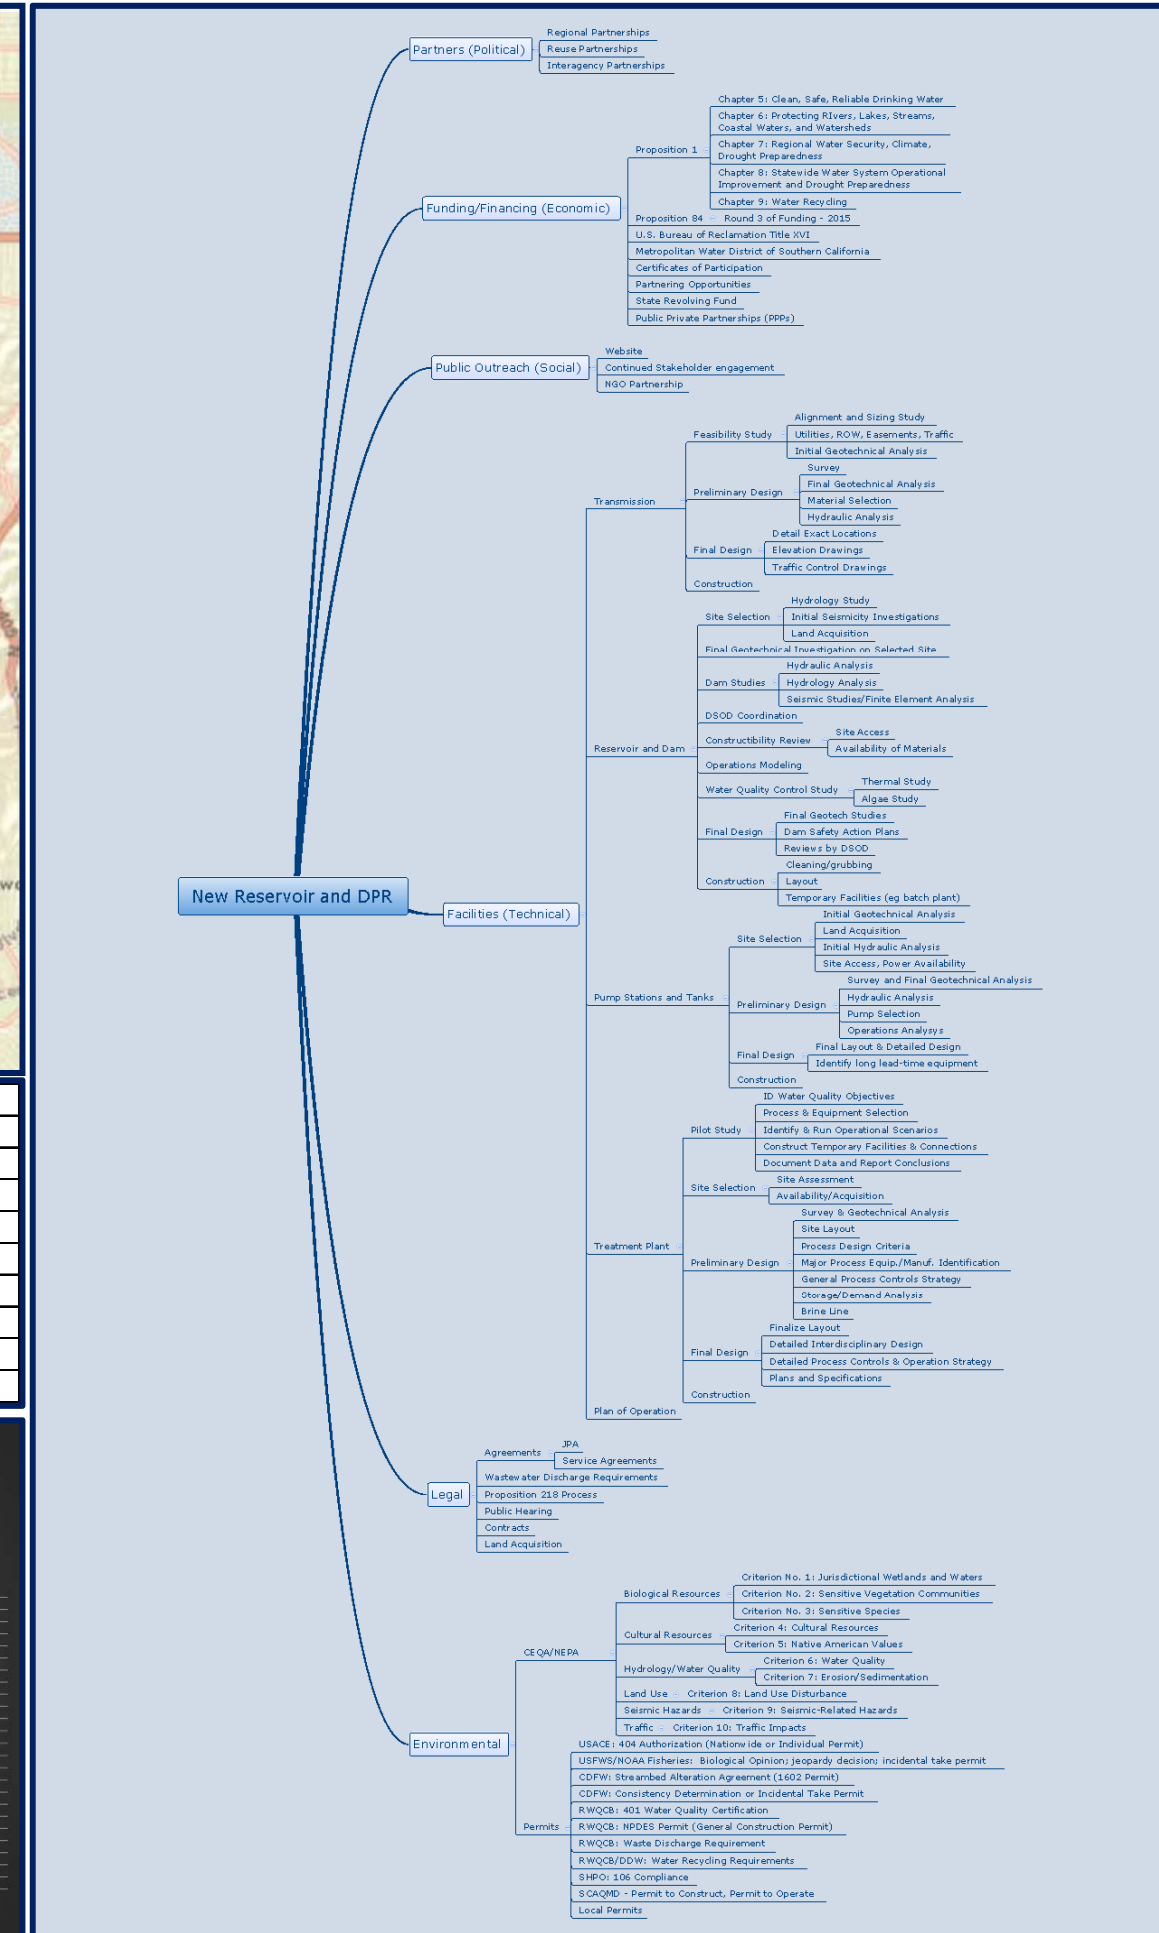 Partners (Political)
Regional Partnerships
Reuse Partnerships
Interagency Partnerships
Funding/Financing (Economic)
Proposition 1
Chapter 5: Clean, Safe, Reliable Drinking Water
Chapter 6: Protecting RIvers, Lakes, Streams,
Coastal Waters, and Watersheds
Chapter 7: Regional Water Security, Climate,
Drought Preparedness
Chapter 8: Statewide Water System Operational
Improvement and Drought Preparedness
Chapter 9: Water Recycling
Proposition 84
Round 3 of Funding - 2015
U.S. Bureau of Reclamation Title XVI
Metropolitan Water District of Southern California
Certificates of Participation
Partnering Opportunities
State Revolving Fund
Public Private Partnerships (PPPs)
Public Outreach (Social)
Website
Continued Stakeholder engagement
NGO Partnership
New Reservoir and DPR
Facilities (Technical)
Transmission
Feasibility Study
Alignment and Sizing Study
Utilities, ROW, Easements, Traffic
Initial Geotechnical Analysis
Preliminary Design
Survey
Final Geotechnical Analysis
Material Selection
Hydraulic Analysis
Final Design
Detail Exact Locations
Elevation Drawings
Traffic Control Drawings
Construction
Reservoir and Dam
Site Selection
Hydrology Study
Initial Seismicity Investigations
Land Acquisition
Final Geotechnical Investigation on Selected Site
Dam Studies
Hydraulic Analysis
Hydrology Analysis
Seismic Studies/Finite Element Analysis
DSOD Coordination
Constructibility Review
Site Access
Availability of Materials
Operations Modeling
Water Quality Control Study
Thermal Study
Algae Study
Final Design
Final Geotech Studies
Dam Safety Action Plans
Reviews by DSOD
Construction
Cleaning/grubbing
Layout
Temporary Facilities (eg batch plant)
Pump Stations and Tanks
Site Selection
Initial Geotechnical Analysis
Land Acquisition
Initial Hydraulic Analysis
Site Access, Power Availability
Preliminary Design
Survey and Final Geotechnical Analysis
Hydraulic Analysis
Pump Selection
Operations Analysys
Final Design
Final Layout & Detailed Design
Identify long lead-time equipment
Construction
Treatment Plant
Pilot Study
ID Water Quality Objectives
Process & Equipment Selection
Identify & Run Operational Scenarios
Construct Temporary Facilities & Connections
Document Data and Report Conclusions
Site Selection
Site Assessment
Availability/Acquisition
Preliminary Design
Survey & Geotechnical Analysis
Site Layout
Process Design Criteria
Major Process Equip./Manuf. Identification
General Process Controls Strategy
Storage/Demand Analysis
Brine Line
Final Design
Finalize Layout
Detailed Interdisciplinary Design
Detailed Process Controls & Operation Strategy
Plans and Specifications
Construction
Plan of Operation
Legal
Agreements
JPA
Service Agreements
Wastewater Discharge Requirements
Proposition 218 Process
Public Hearing
Contracts
Land Acquisition
Environmental
CEQA/NEPA
Biological Resources
Criterion No. 1: Jurisdictional Wetlands and Waters
Criterion No. 2: Sensitive Vegetation Communities
Criterion No. 3: Sensitive Species
Cultural Resources
Criterion 4: Cultural Resources
Criterion 5: Native American Values
Hydrology/Water Quality
Criterion 6: Water Quality
Criterion 7: Erosion/Sedimentation
Land Use
Criterion 8: Land Use Disturbance
Seismic Hazards
Criterion 9: Seismic-Related Hazards
Traffic
Criterion 10: Traffic Impacts
Permits
USACE: 404 Authorization (Nationwide or Individual Permit)
USFWS/NOAA Fisheries: Biological Opinion; jeopardy decision; incidental take permit
CDFW: Streambed Alteration Agreement (1602 Permit)
CDFW: Consistency Determination or Incidental Take Permit
RWQCB: 401 Water Quality Certification
RWQCB: NPDES Permit (General Construction Permit)
RWQCB: Waste Discharge Requirement
RWQCB/DDW: Water Recycling Requirements
SHPO: 106 Compliance
SCAQMD - Permit to Construct, Permit to Operate
Local Permits